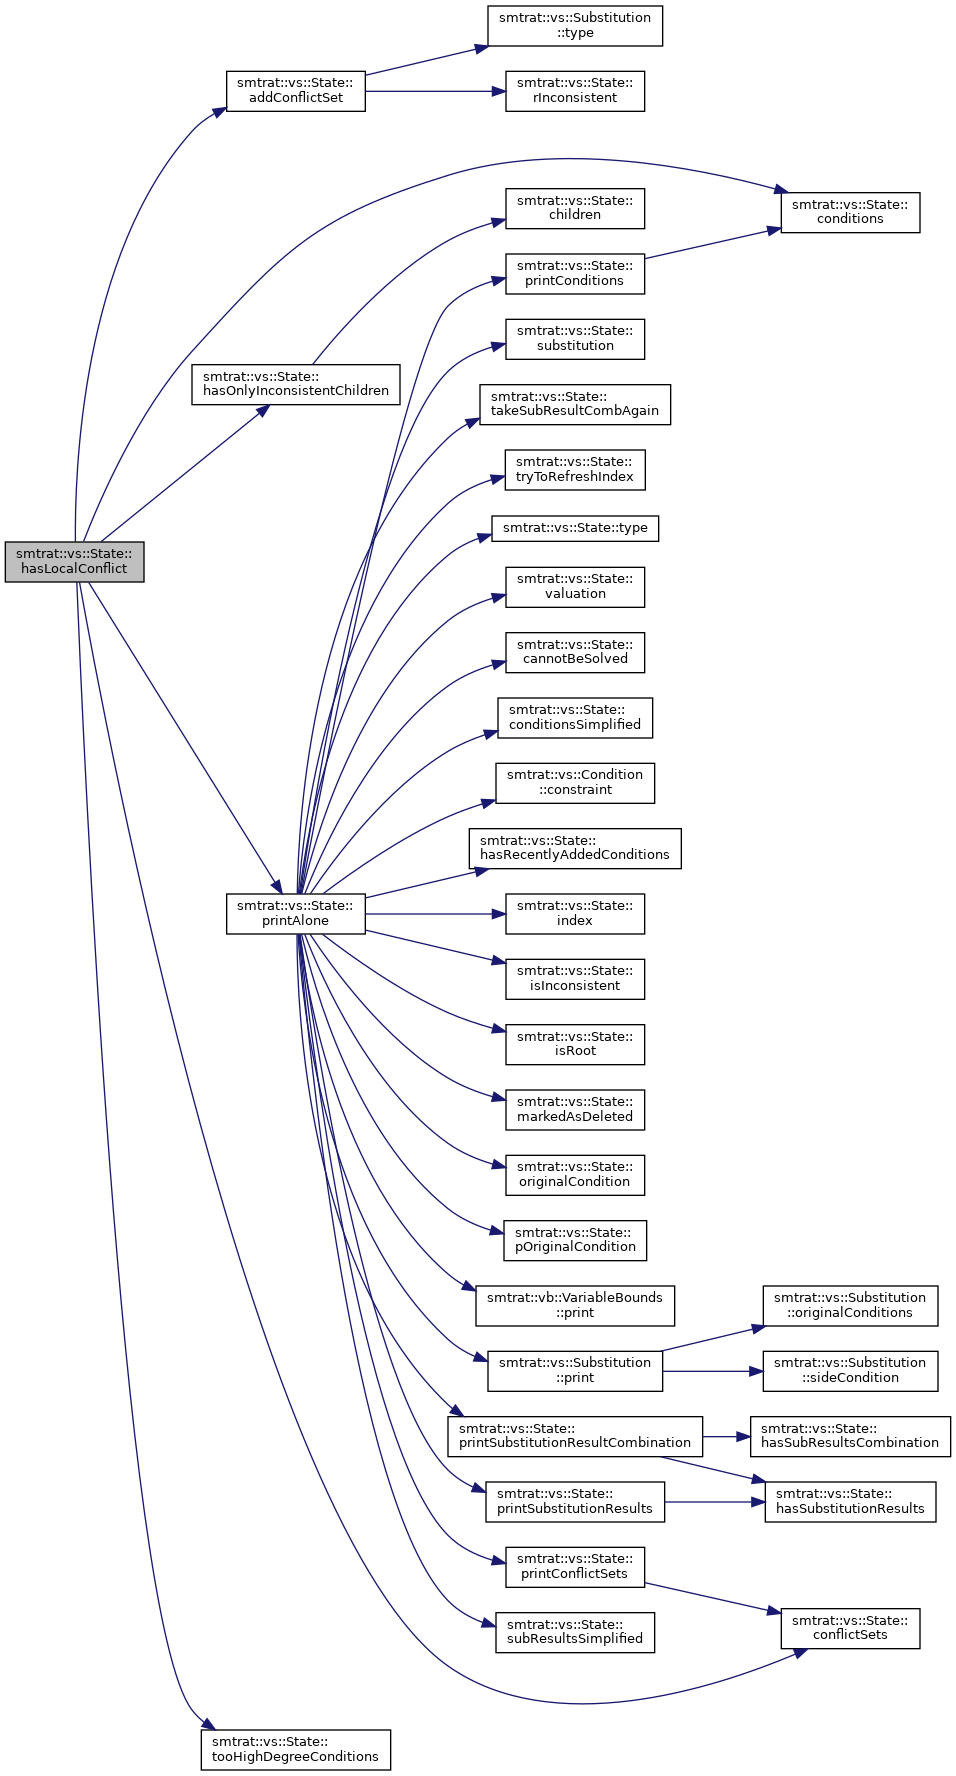 smtrat::vs::Substitution
::type
smtrat::vs::State::
addConflictSet
smtrat::vs::State::
rInconsistent
smtrat::vs::State::
children
smtrat::vs::State::
conditions
smtrat::vs::State::
printConditions
smtrat::vs::State::
substitution
smtrat::vs::State::
hasOnlyInconsistentChildren
smtrat::vs::State::
takeSubResultCombAgain
smtrat::vs::State::
tryToRefreshIndex
smtrat::vs::State::type
smtrat::vs::State::
hasLocalConflict
smtrat::vs::State::
valuation
smtrat::vs::State::
cannotBeSolved
smtrat::vs::State::
conditionsSimplified
smtrat::vs::Condition
::constraint
smtrat::vs::State::
hasRecentlyAddedConditions
smtrat::vs::State::
printAlone
smtrat::vs::State::
index
smtrat::vs::State::
isInconsistent
smtrat::vs::State::
isRoot
smtrat::vs::State::
markedAsDeleted
smtrat::vs::State::
originalCondition
smtrat::vs::State::
pOriginalCondition
smtrat::vb::VariableBounds
::print
smtrat::vs::Substitution
::originalConditions
smtrat::vs::Substitution
::print
smtrat::vs::Substitution
::sideCondition
smtrat::vs::State::
printSubstitutionResultCombination
smtrat::vs::State::
hasSubResultsCombination
smtrat::vs::State::
printSubstitutionResults
smtrat::vs::State::
hasSubstitutionResults
smtrat::vs::State::
printConflictSets
smtrat::vs::State::
conflictSets
smtrat::vs::State::
subResultsSimplified
smtrat::vs::State::
tooHighDegreeConditions